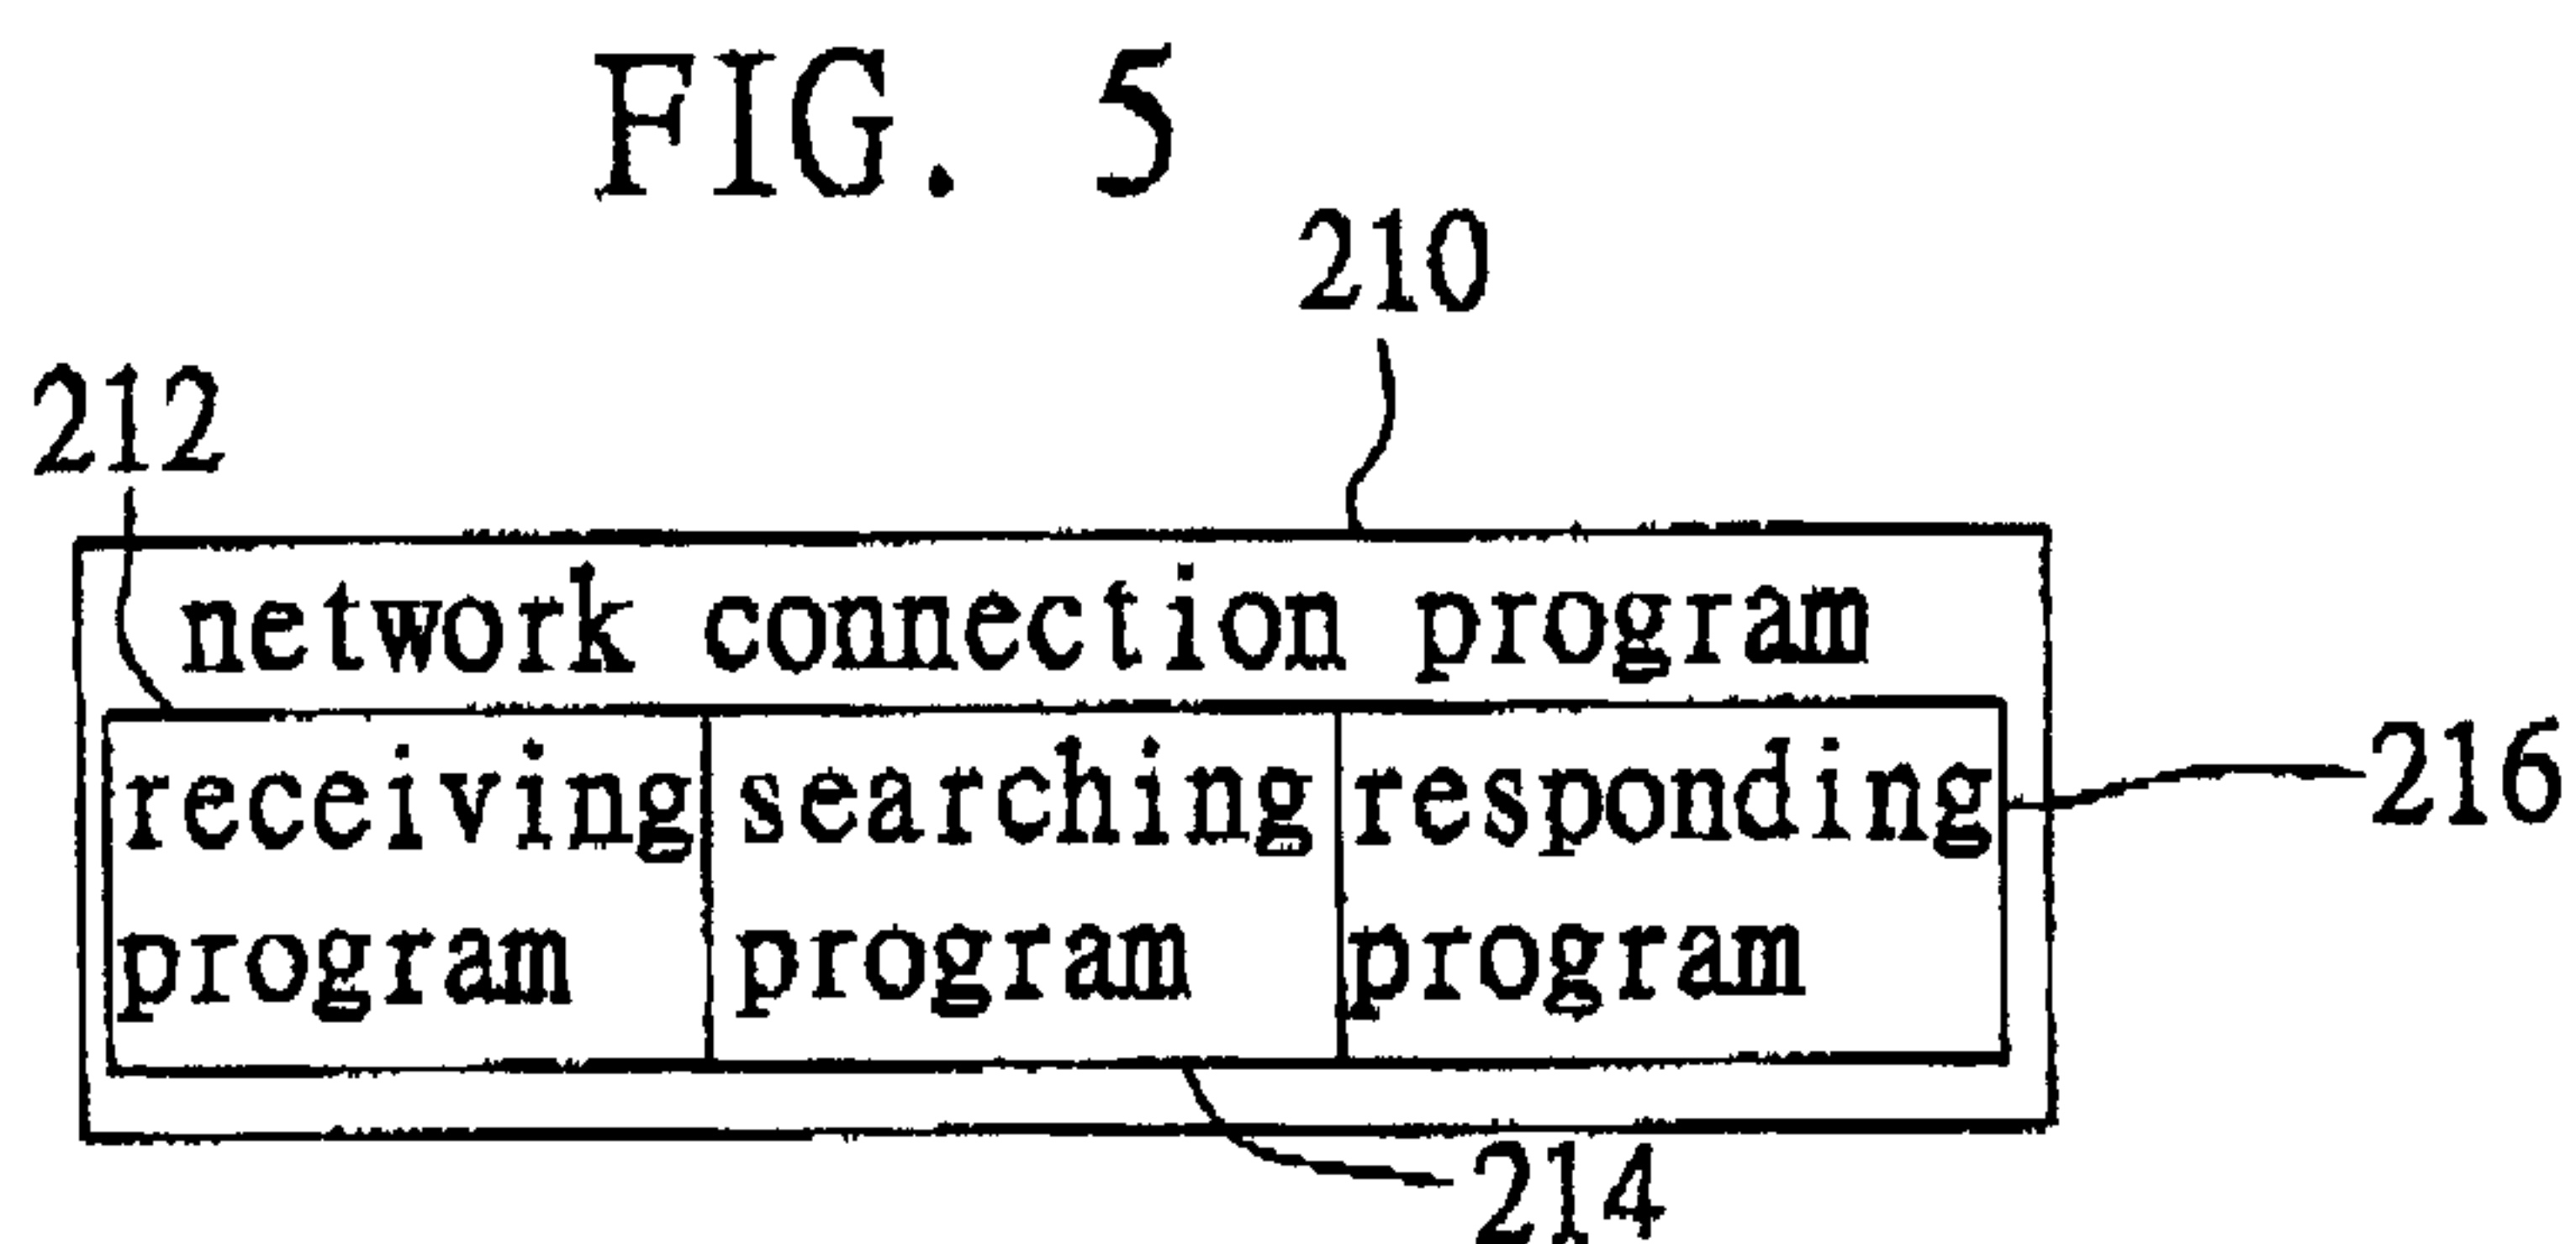 FIG. 5
210
212
network connection program
receiving program
searching program
responding program
216
214